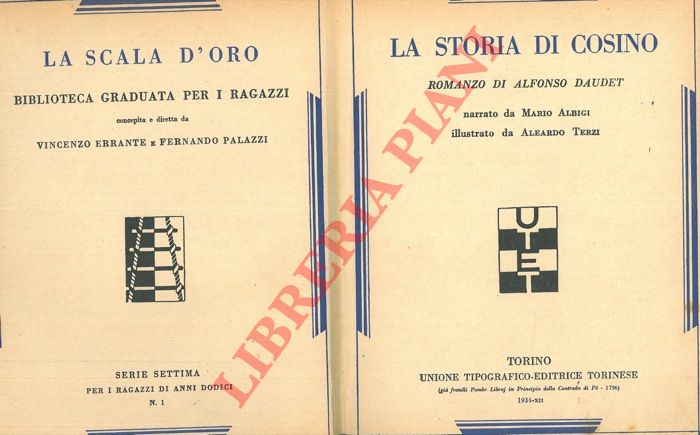 LA SCALA D'ORO
BIBLIOTECA GRADUATA PER I RAGAZZI
concepita e diretta da
VINCENZO ERRANTE E FERNANDO PALAZZI
SERIE SETTIMA
PER I RAGAZZI DI ANNI DODICI
N. 1
LA STORIA DI COSINO
ROMANZO DI ALFONSO DAUDET
narrato da MARIO ALBIGI
illustrato da ALEARDO TERZI
UTET
TORINO
UNIONE TIPOGRAFICO-EDITRICE TORINESE
(già fratelli Pombe Libraj in Principio della Contrada di Pò - 1796)
1934-XII
LIBRERIA PIANI